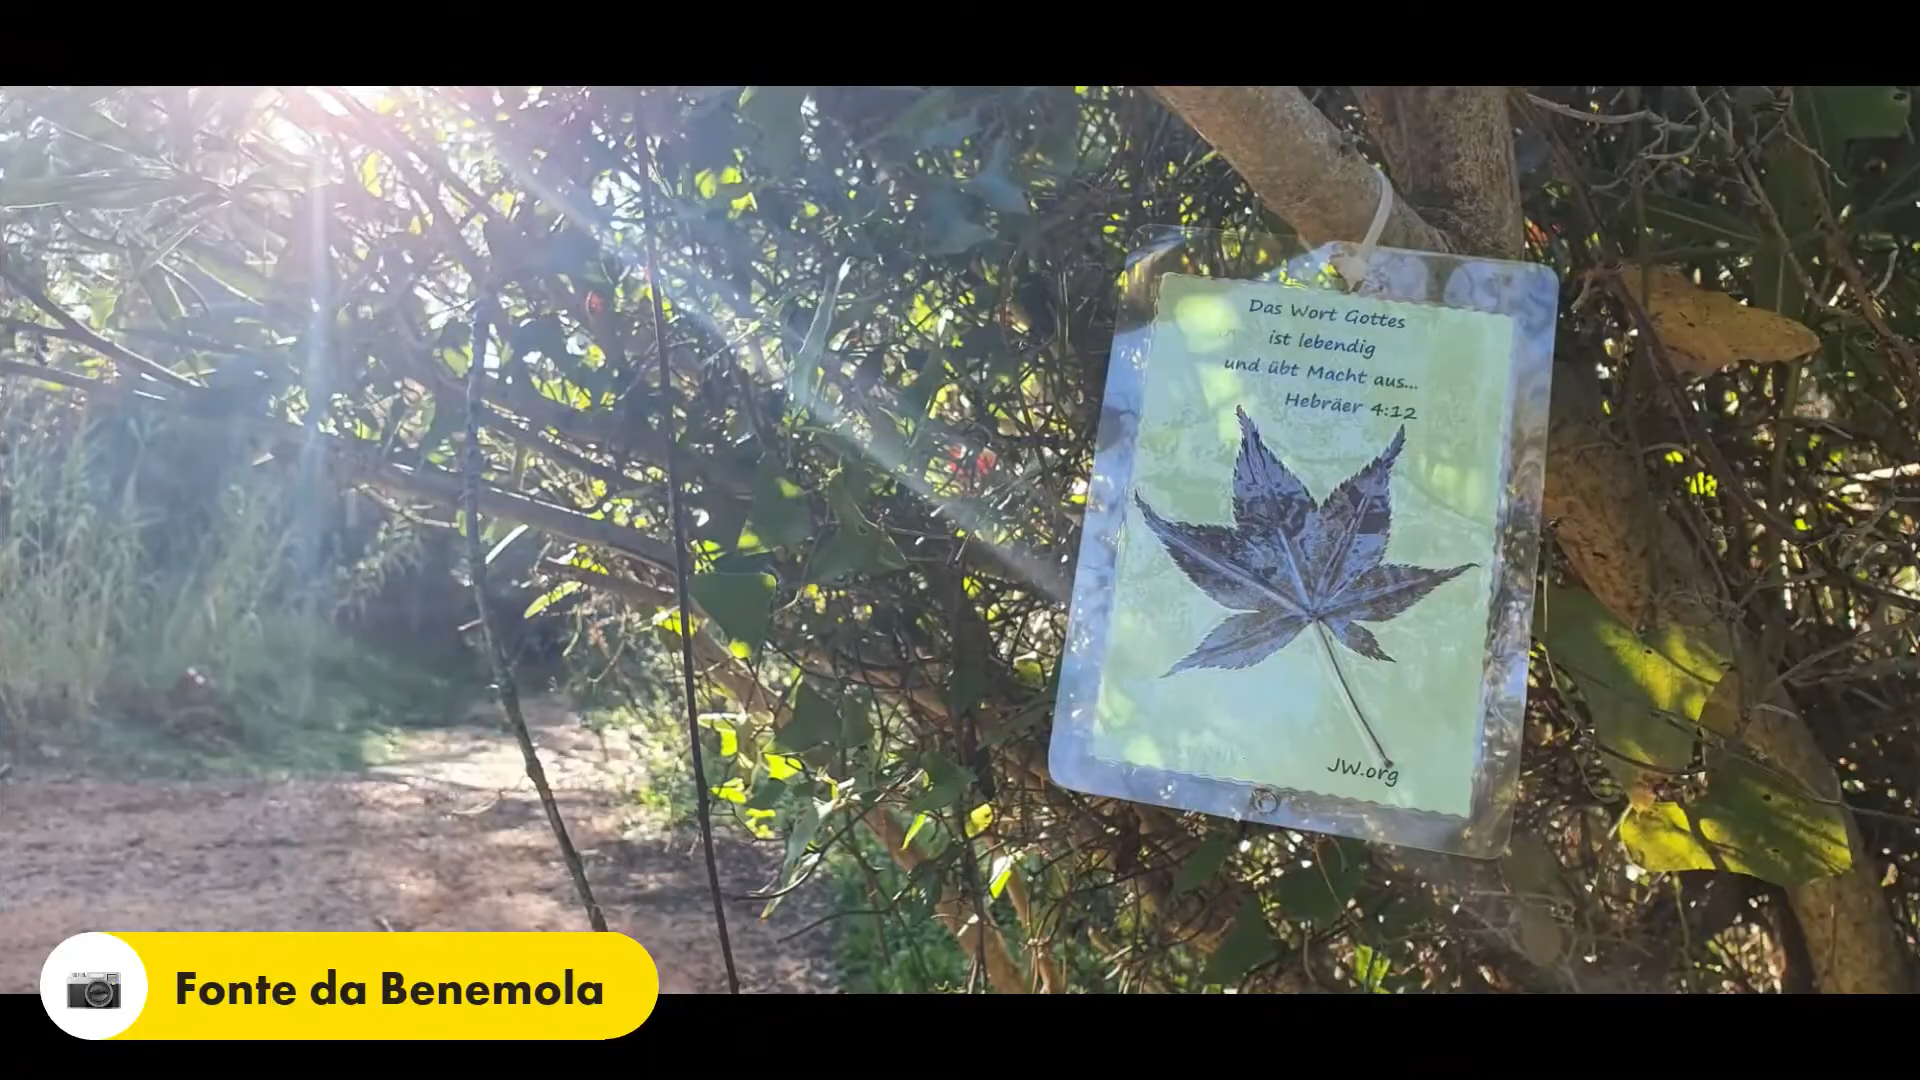 Das Wort Gottes
ist lebendig
und übt Macht aus...
Hebräer 4:12
JW.org
Fonte da Benemola